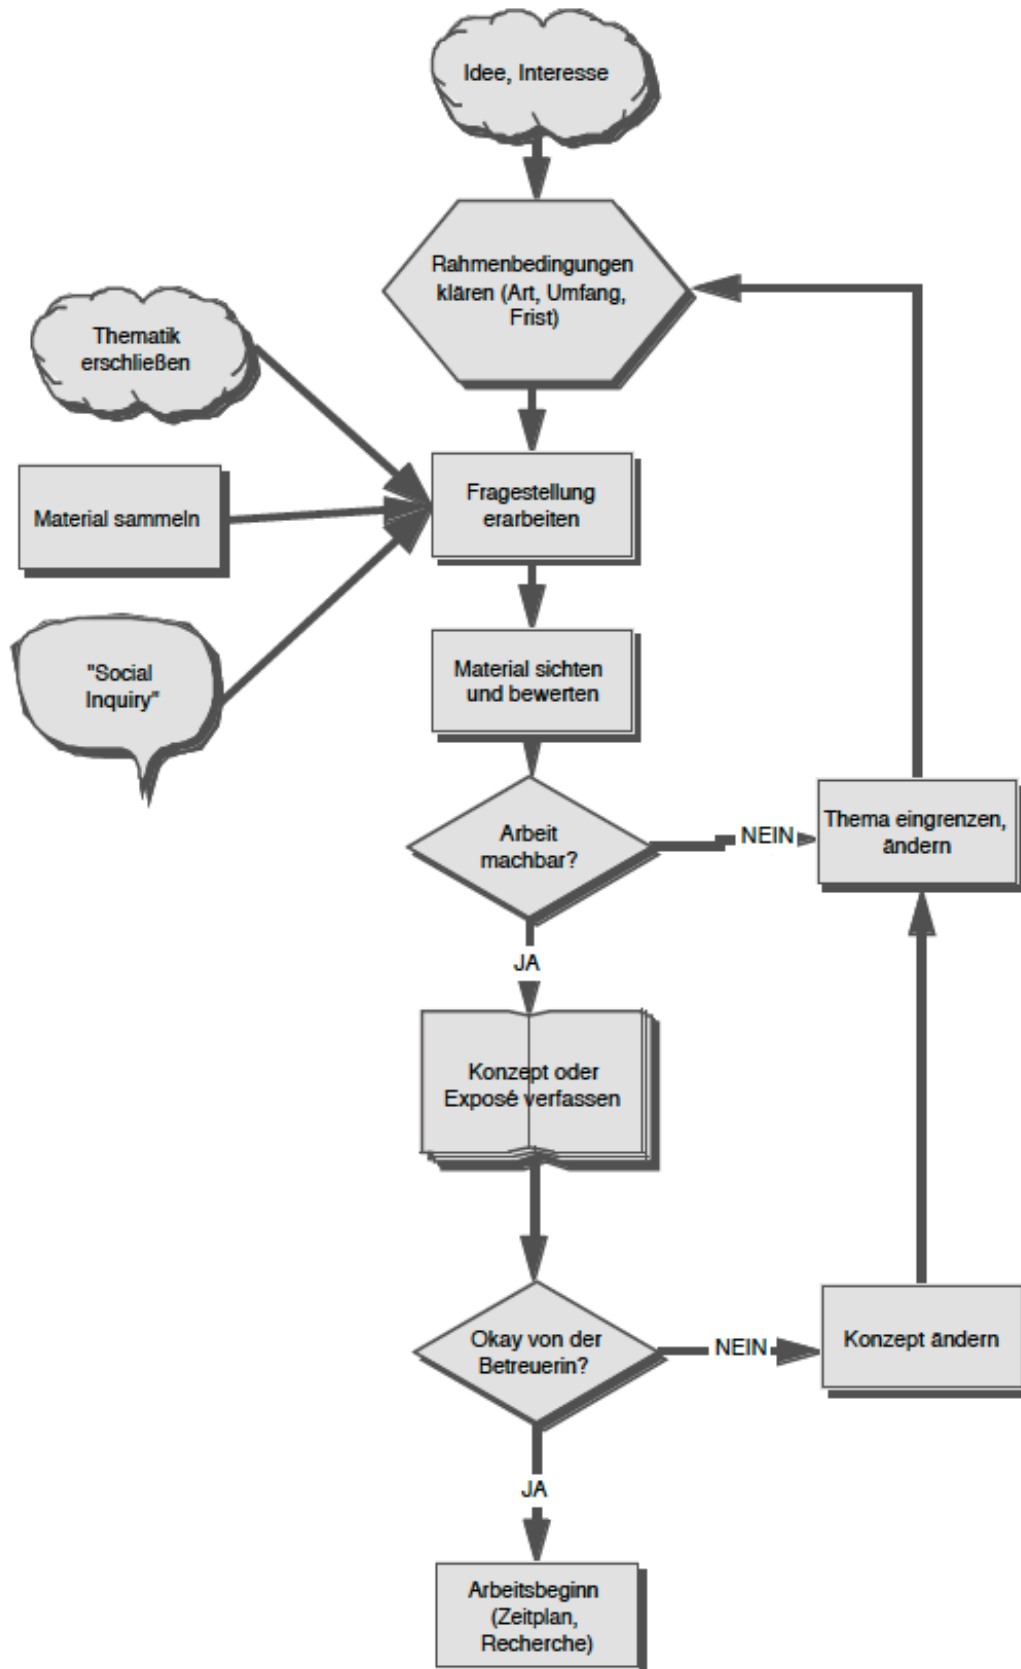 Idee, Interesse
Rahmenbedingungen
klären (Art, Umfang,
Frist)
Thematik
erschließen
Material sammeln
"Social
Inquiry"
Fragestellung
erarbeiten
Material sichten
und bewerten
Arbeit
machbar?
NEIN
Thema eingrenzen,
ändern
JA
Konzept oder
Exposé verfassen
Okay von der
Betreuerin?
NEIN
Konzept ändern
JA
Arbeitsbeginn
(Zeitplan,
Recherche)